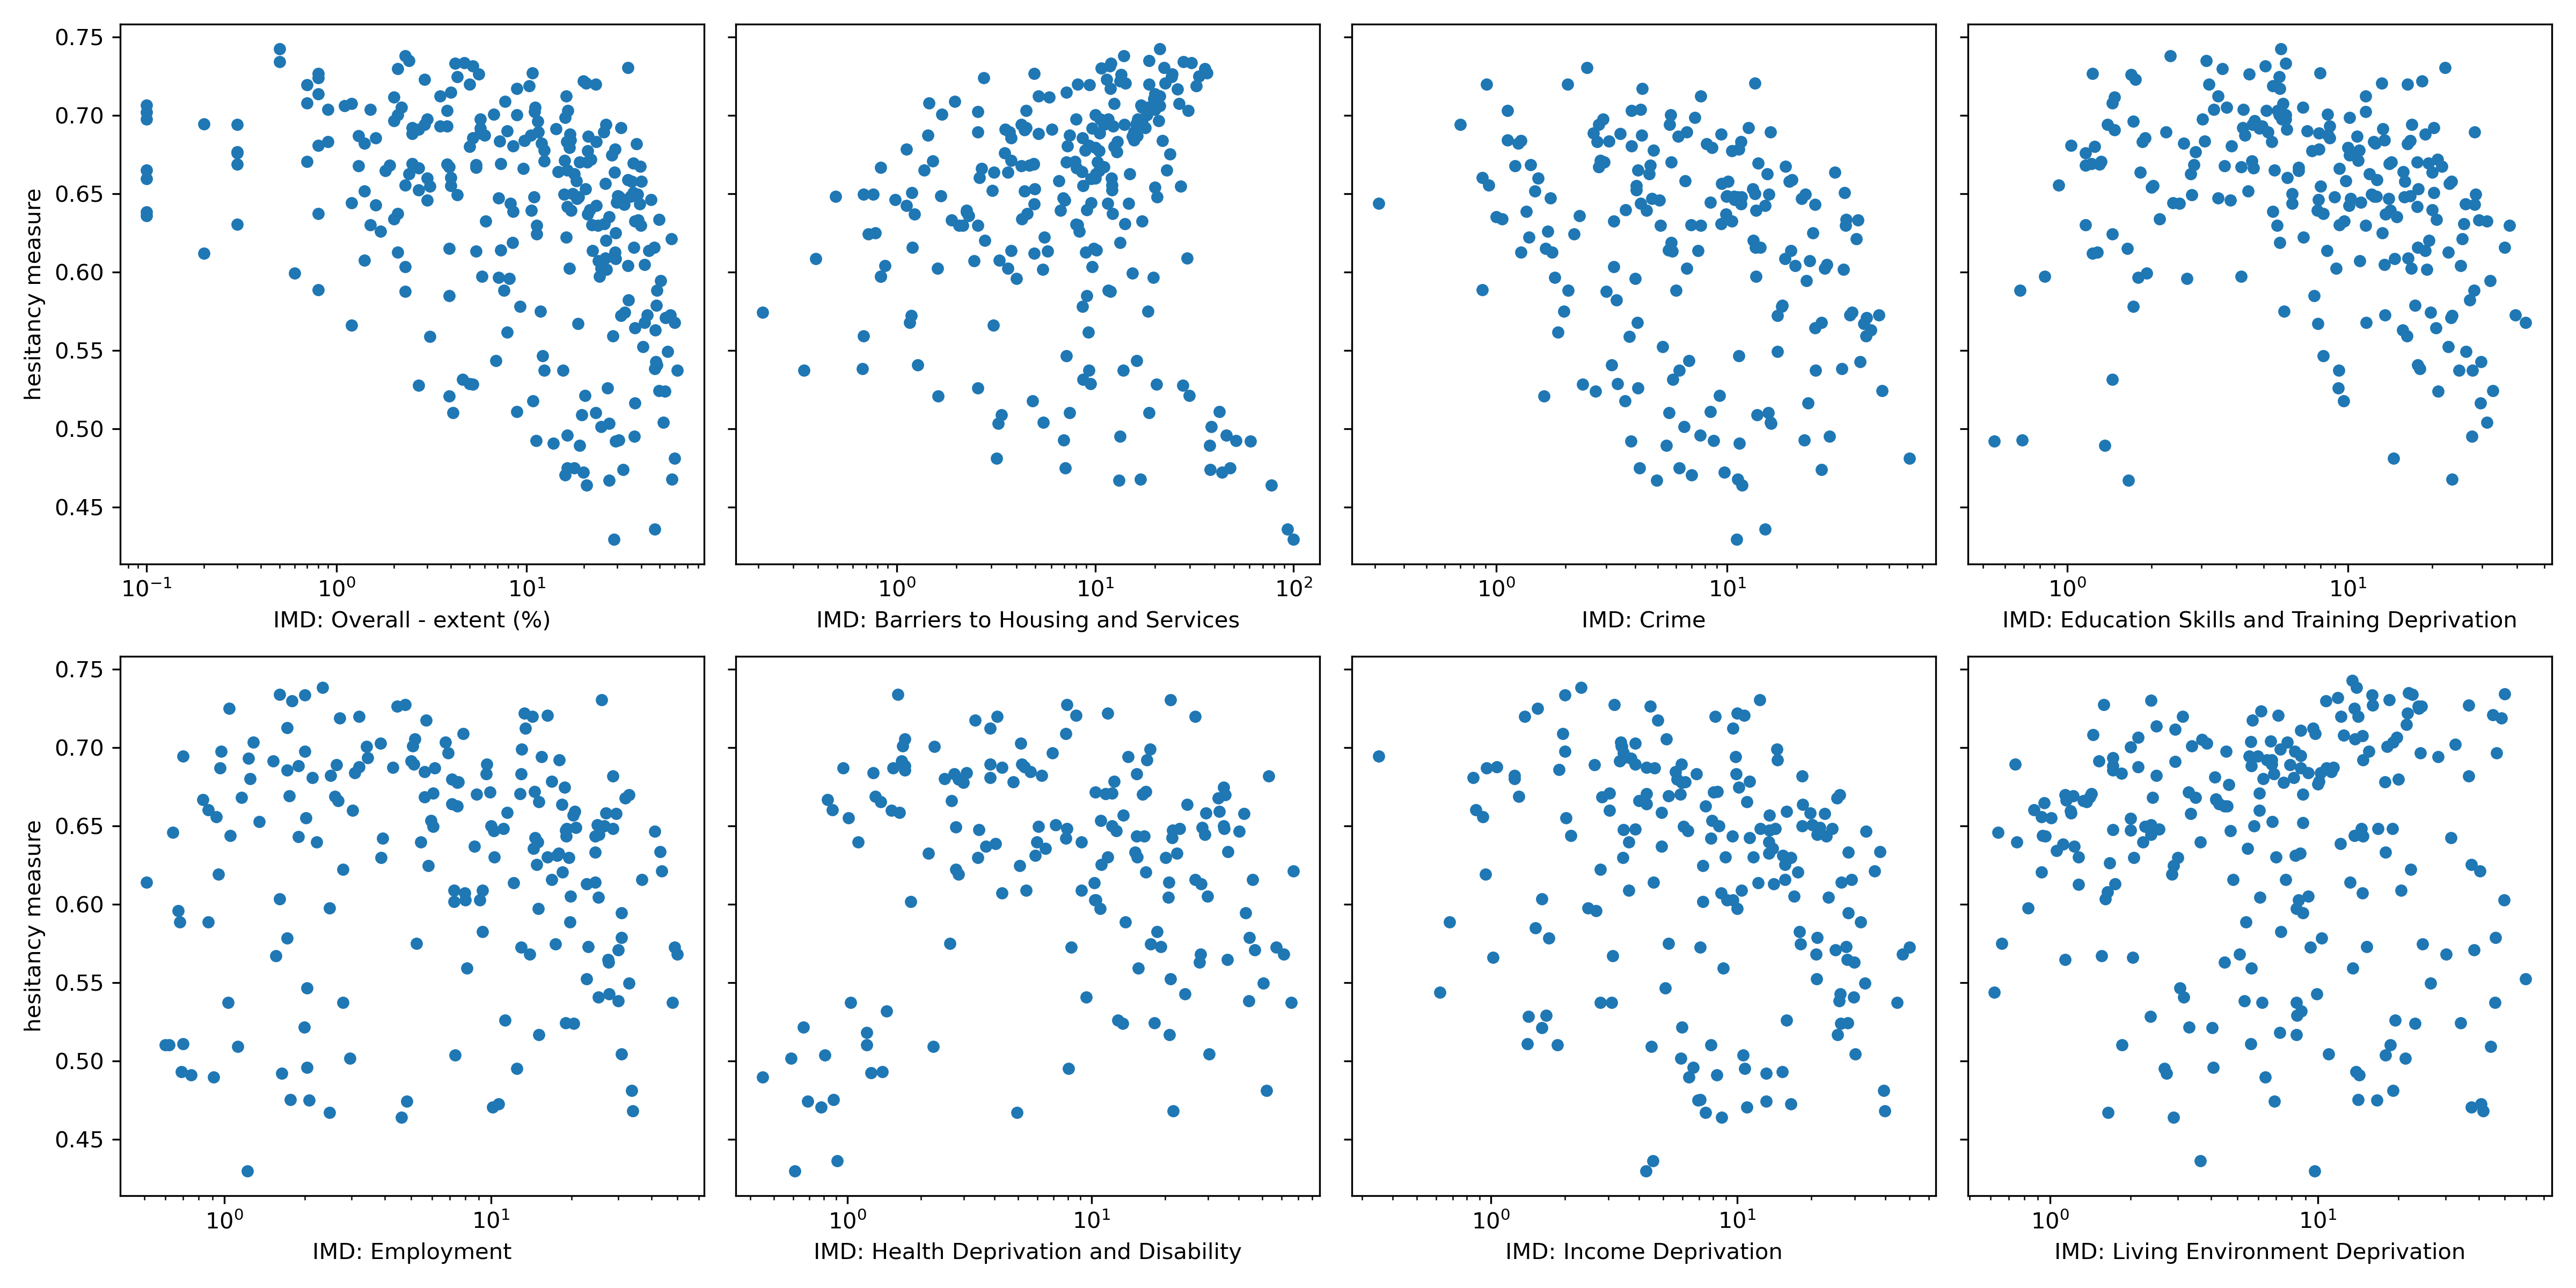 0.75
0.70
0.65
0.60
0.55
0.50
0.45
hesitancy measure
10⁻¹ 10⁰ 10¹
IMD: Overall - extent (%)
10⁰ 10¹ 10²
IMD: Barriers to Housing and Services
10⁰ 10¹
IMD: Crime
10⁰ 10¹
IMD: Education Skills and Training Deprivation
0.75
0.70
0.65
0.60
0.55
0.50
0.45
hesitancy measure
10⁰ 10¹
IMD: Employment
10⁰ 10¹
IMD: Health Deprivation and Disability
10⁰ 10¹
IMD: Income Deprivation
10⁰ 10¹
IMD: Living Environment Deprivation